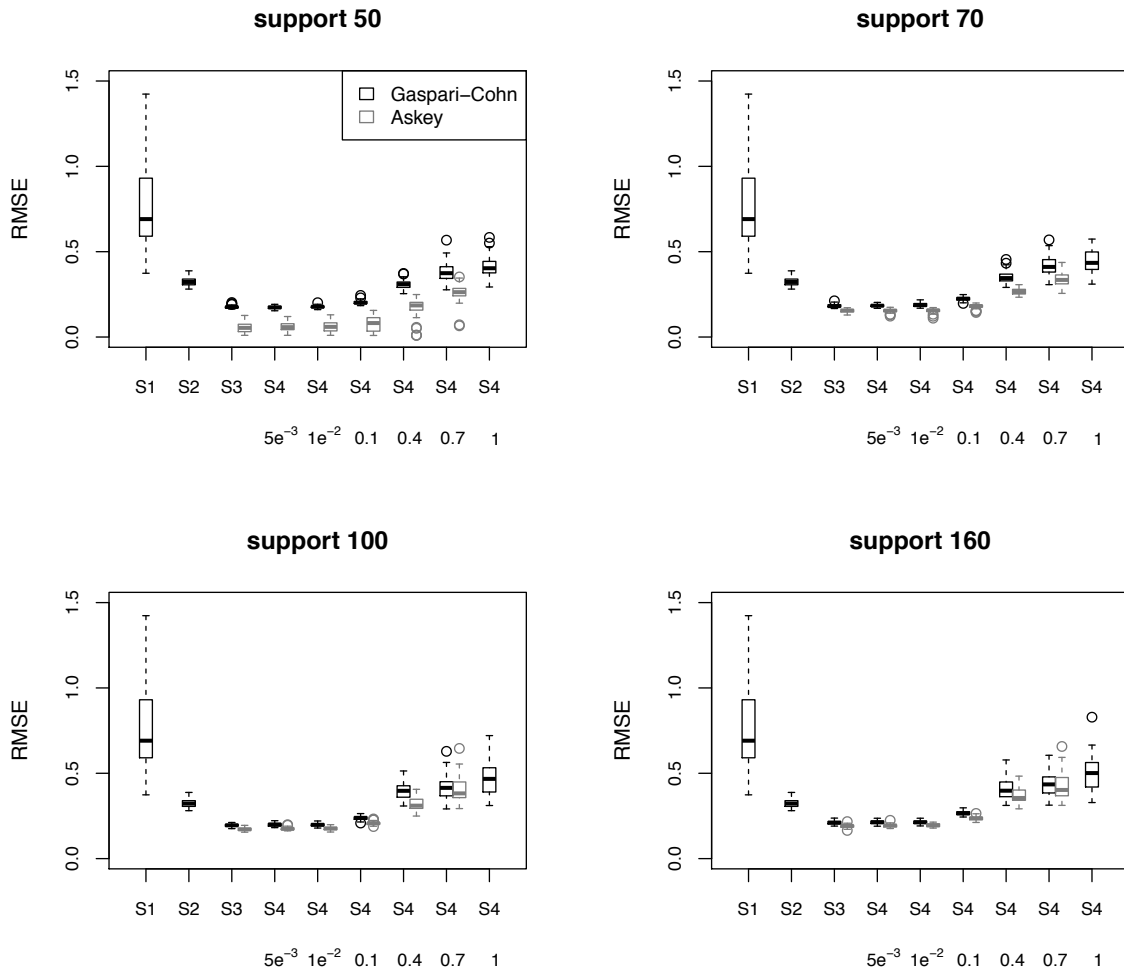 support 50
RMSE
1.5
1.0
0.5
0.0
Gaspari−Cohn
Askey
S1 S2 S3 S4 S4 S4 S4 S4 S4
5e⁻³ 1e⁻² 0.1 0.4 0.7 1
support 70
RMSE
1.5
1.0
0.5
0.0
S1 S2 S3 S4 S4 S4 S4 S4 S4
5e⁻³ 1e⁻² 0.1 0.4 0.7 1
support 100
RMSE
1.5
1.0
0.5
0.0
S1 S2 S3 S4 S4 S4 S4 S4 S4
5e⁻³ 1e⁻² 0.1 0.4 0.7 1
support 160
RMSE
1.5
1.0
0.5
0.0
S1 S2 S3 S4 S4 S4 S4 S4 S4
5e⁻³ 1e⁻² 0.1 0.4 0.7 1